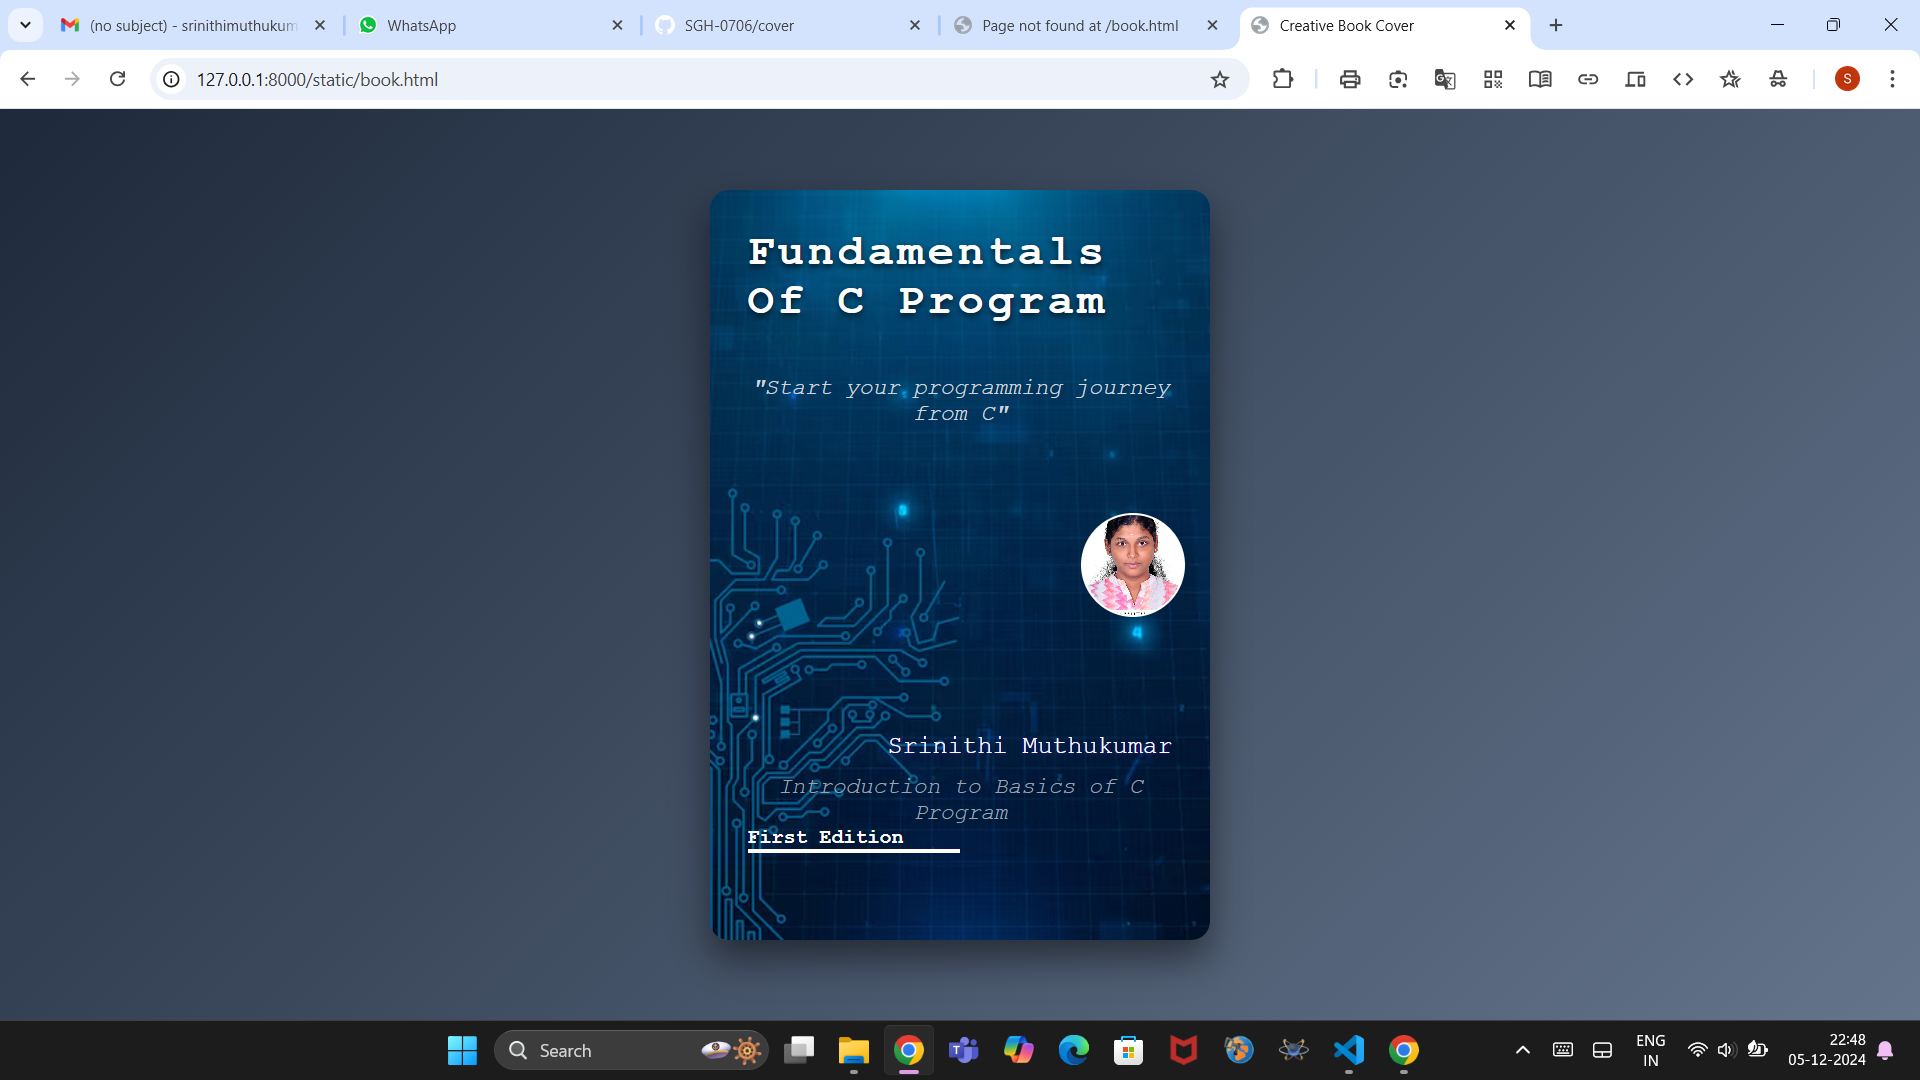 (no subject) - srinithimuthukum
WhatsApp
SGH-0706/cover
Page not found at /book.html
Creative Book Cover
127.0.0.1:8000/static/book.html
S
Fundamentals
Of C Program
"Start your programming journey
from C"
Srinithi Muthukumar
Introduction to Basics of C
Program
First Edition
Search
ENG
IN
22:48
05-12-2024